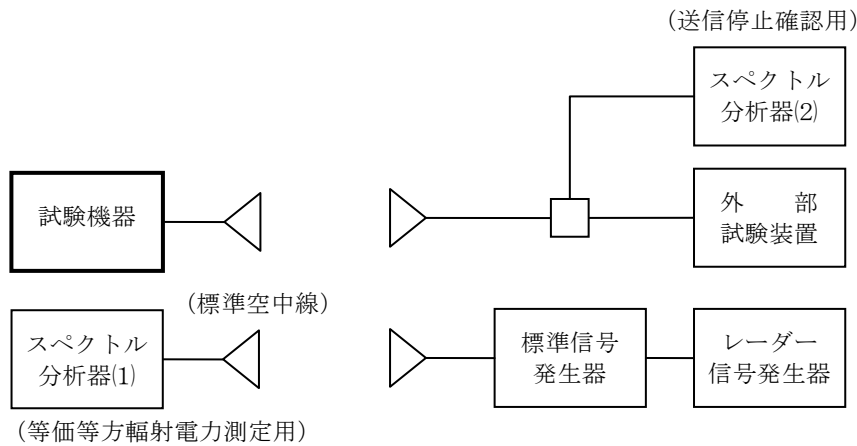 (送信停止確認用)
スペクトル
分析器⑵
試験機器
外　　部
試験装置
(標準空中線)
スペクトル
分析器⑴
標準信号
発生器
レーダー
信号発生器
(等価等方輻射電力測定用)